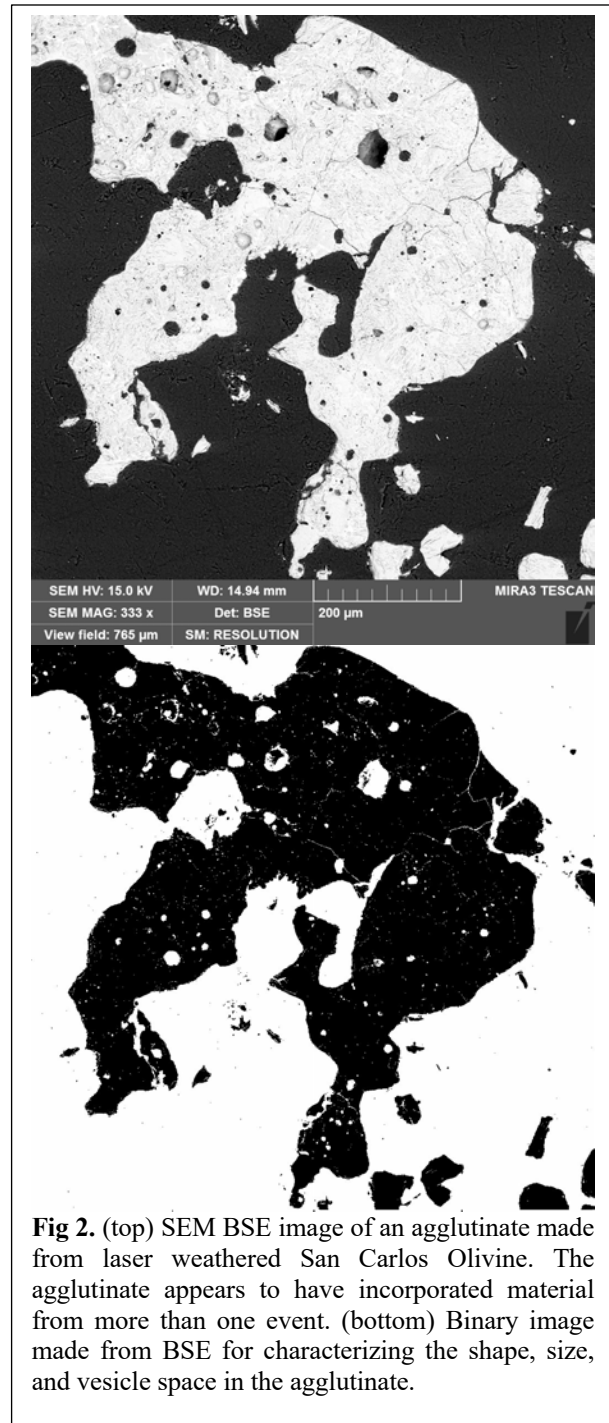 SEM HV: 15.0 kV
WD: 14.94 mm
MIRA3 TESCAN
SEM MAG: 333 x
Det: BSE
200 µm
View field: 765 µm
SM: RESOLUTION
Fig 2. (top) SEM BSE image of an agglutinate made
from laser weathered San Carlos Olivine. The
agglutinate appears to have incorporated material
from more than one event. (bottom) Binary image
made from BSE for characterizing the shape, size,
and vesicle space in the agglutinate.